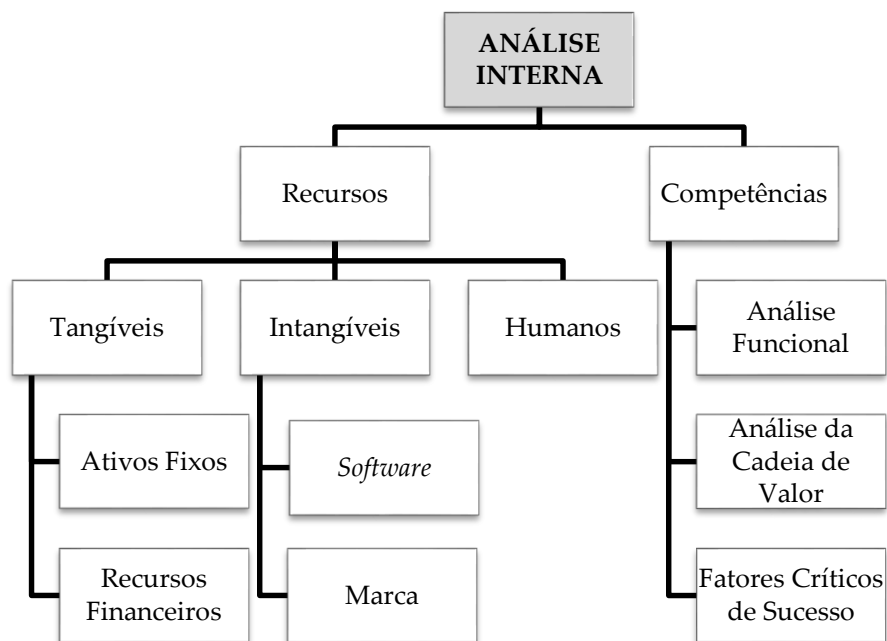 ANÁLISE
INTERNA
Recursos
Competências
Tangíveis
Intangíveis
Humanos
Análise
Funcional
Ativos Fixos
Software
Análise da
Cadeia de
Valor
Recursos
Financeiros
Marca
Fatores Críticos
de Sucesso